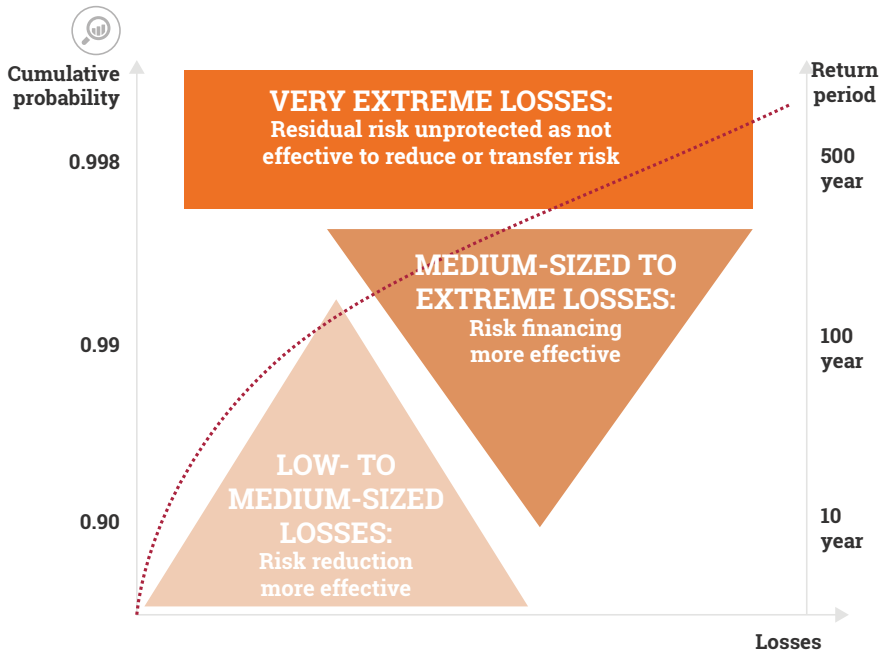 Cumulative
probability
Return
period
VERY EXTREME LOSSES:
Residual risk unprotected as not
effective to reduce or transfer risk
0.998
500
year
MEDIUM-SIZED TO
EXTREME LOSSES:
Risk financing
more effective
0.99
100
year
LOW- TO
MEDIUM-SIZED
LOSSES:
Risk reduction
more effective
0.90
10
year
Losses